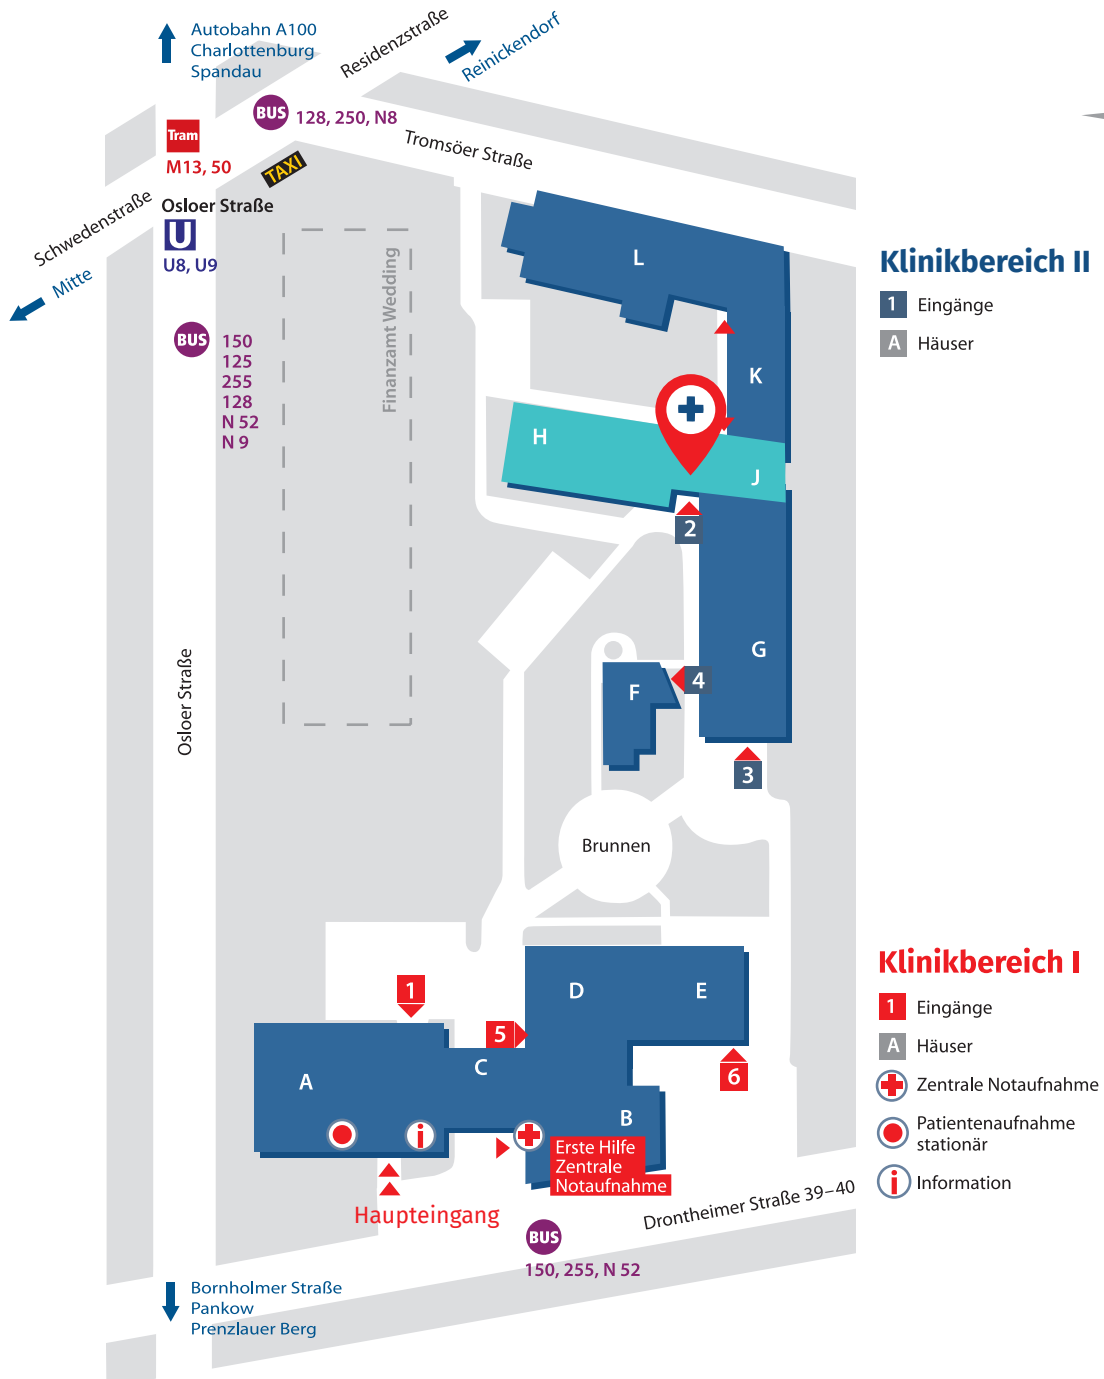 Autobahn A100
Charlottenburg
Spandau
Residenzstraße
Reinickendorf
BUS
128, 250, N8
Tram
M13, 50
TAXI
Tromsöer Straße
Schwedenstraße
Osloer Straße
U
U8, U9
Mitte
BUS
150
125
255
128
N 52
N 9
Finanzamt Wedding
L
K
H
J
2
G
F
4
3
Osloer Straße
Brunnen
Klinikbereich II
1 Eingänge
A Häuser
1
D
E
5
6
A
C
B
i
Erste Hilfe
Zentrale
Notaufnahme
Haupteingang
Drontheimer Straße 39–40
BUS
150, 255, N 52
Bornholmer Straße
Pankow
Prenzlauer Berg
Klinikbereich I
1 Eingänge
A Häuser
Zentrale Notaufnahme
Patientenaufnahme
stationär
i Information